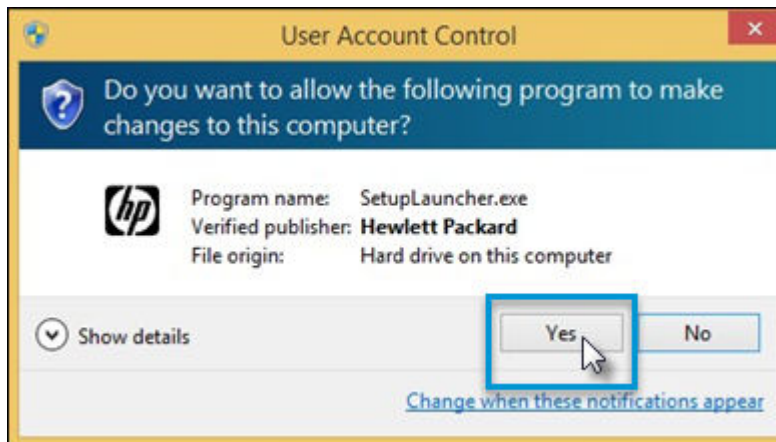 User Account Control
Do you want to allow the following program to make
changes to this computer?
hp
Program name: SetupLauncher.exe
Verified publisher: Hewlett Packard
File origin: Hard drive on this computer
Show details
Yes
No
Change when these notifications appear